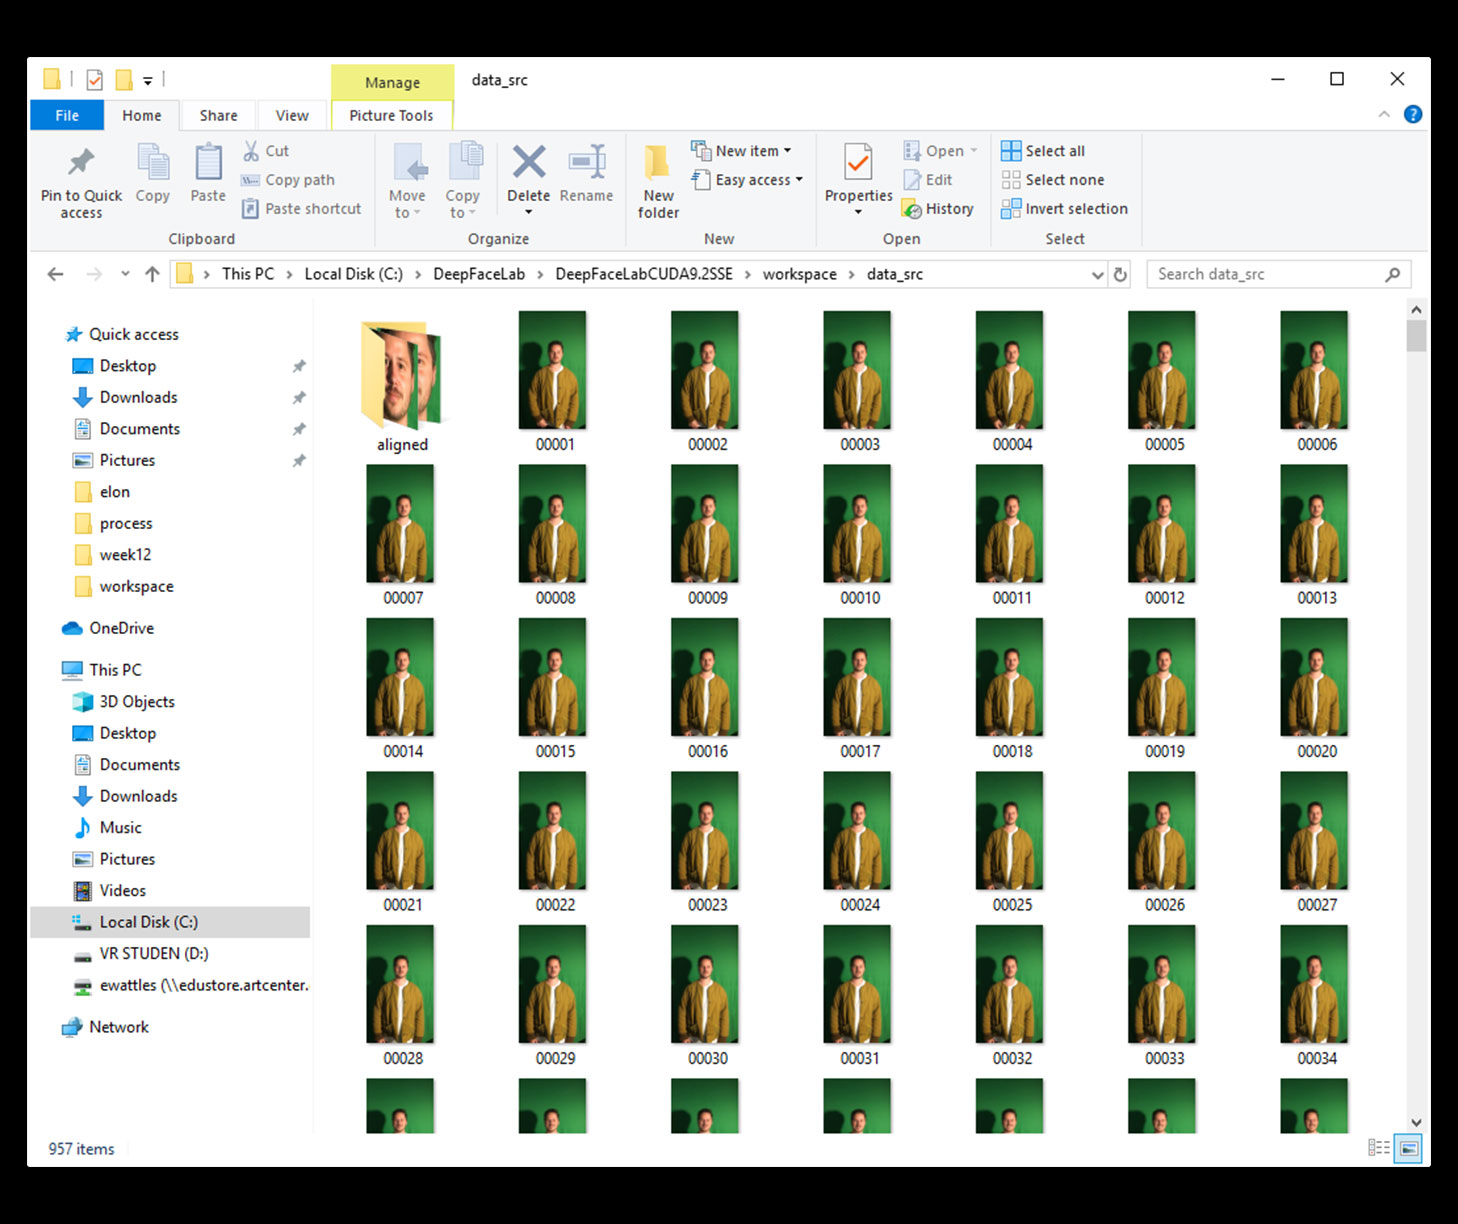 Manage data_src
File Home Share View Picture Tools
Pin to Quick access
Copy
Paste
Cut
Copy path
Paste shortcut
Clipboard
Move to
Copy to
Delete
Rename
Organize
New folder
New item
Easy access
New
Properties
Open
Edit
History
Open
Select all
Select none
Invert selection
Select
This PC > Local Disk (C:) > DeepFaceLab > DeepFaceLabCUDA9.2SSE > workspace > data_src
Search data_src
Quick access
Desktop
Downloads
Documents
Pictures
elon
process
week12
workspace
OneDrive
This PC
3D Objects
Desktop
Documents
Downloads
Music
Pictures
Videos
Local Disk (C:)
VR STUDEN (D:)
ewattles (\\edustore.artcenter.
Network
aligned 00001 00002 00003 00004 00005 00006
00007 00008 00009 00010 00011 00012 00013
00014 00015 00016 00017 00018 00019 00020
00021 00022 00023 00024 00025 00026 00027
00028 00029 00030 00031 00032 00033 00034
957 items